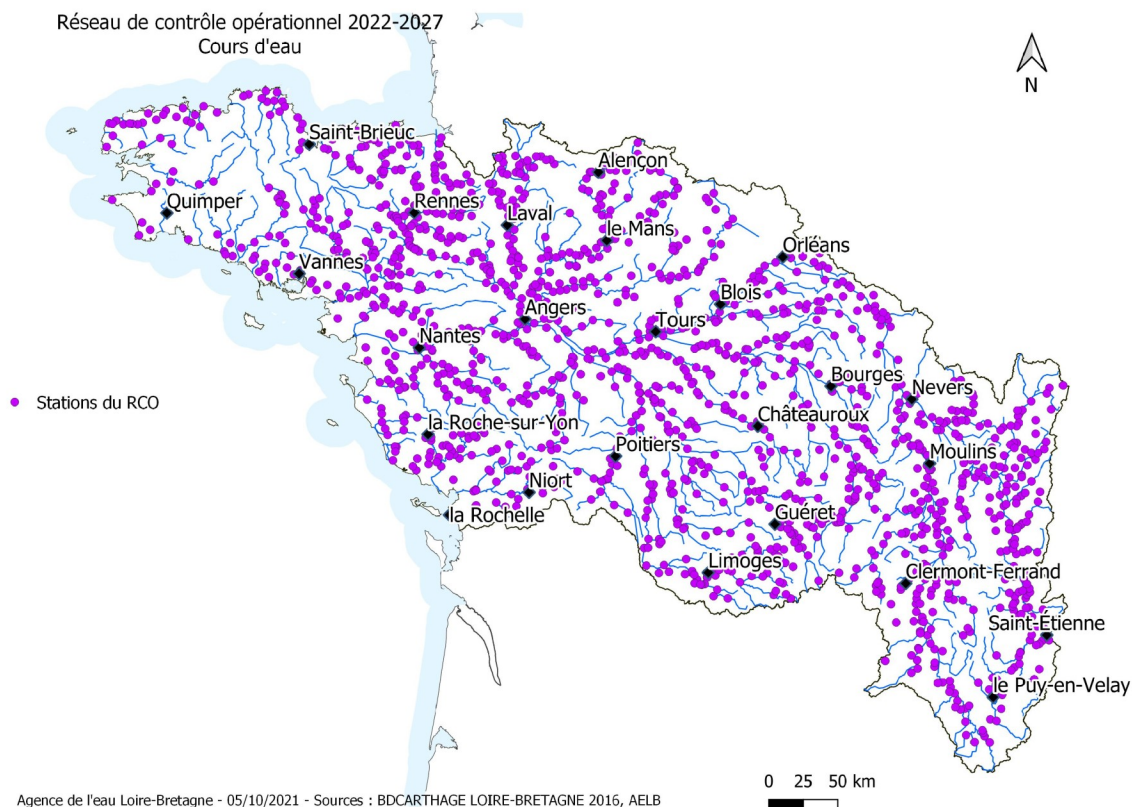 Réseau de contrôle opérationnel 2022-2027
Cours d'eau
N
Saint-Brieuc
Alençon
Quimper
Rennes
Laval
le Mans
Orléans
Vannes
Blois
Angers
Tours
Nantes
Bourges
Nevers
Stations du RCO
Châteauroux
la Roche-sur-Yon
Poitiers
Moulins
Niort
la Rochelle
Guéret
Limoges
Clermont-Ferrand
Saint-Étienne
le Puy-en-Velay
0 25 50 km
Agence de l'eau Loire-Bretagne - 05/10/2021 - Sources : BDCARTHAGE LOIRE-BRETAGNE 2016, AELB